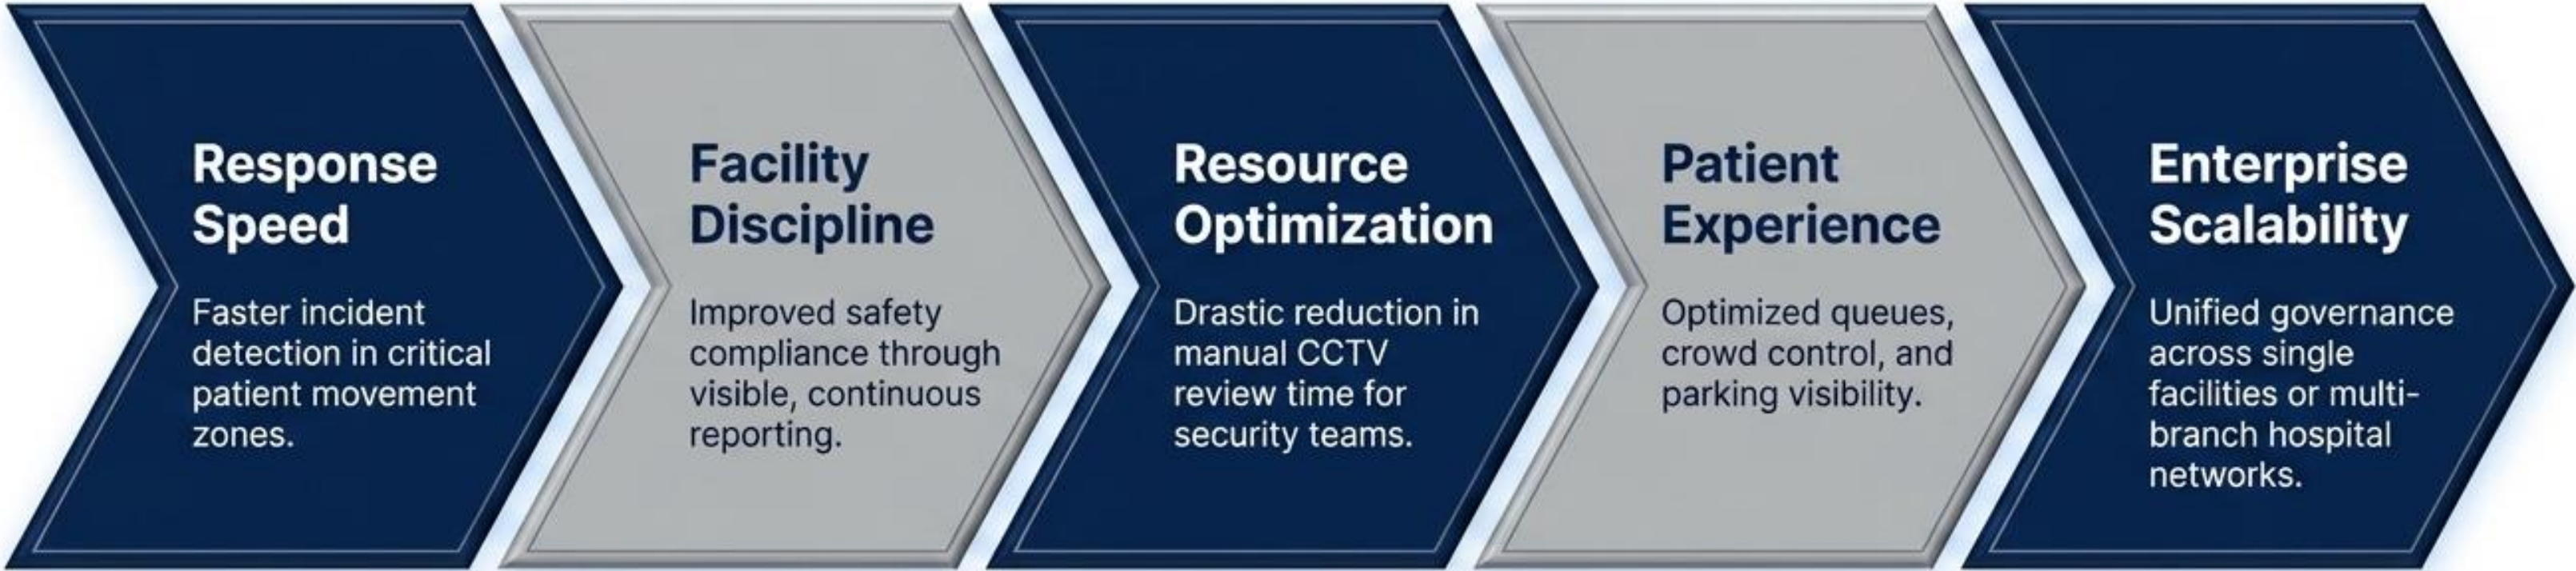 Response
Speed
Faster incident
detection in critical
patient movement
zones.
Facility
Discipline
Improved safety
compliance through
visible, continuous
reporting.
Resource
Optimization
Drastic reduction in
manual CCTV
review time for
security teams.
Patient
Experience
Optimized queues,
crowd control, and
parking visibility.
Enterprise
Scalability
Unified governance
across single
facilities or multi-
branch hospital
networks.